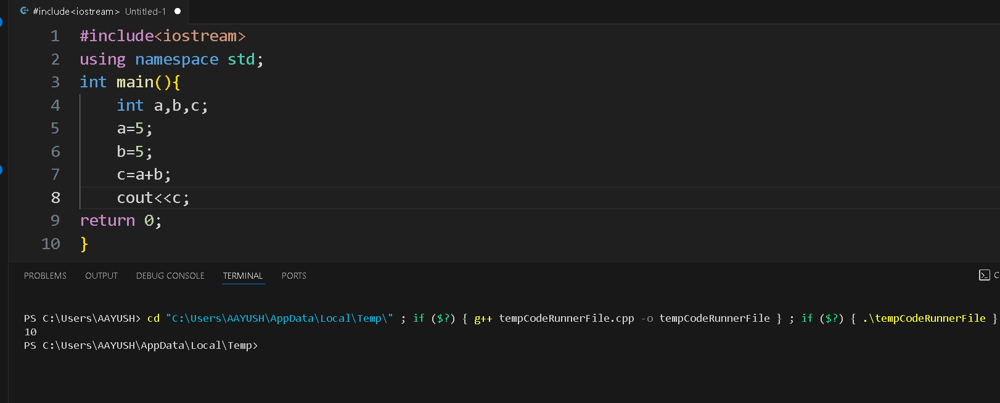 #include<iostream> Untitled-1
1 #include<iostream>
2 using namespace std;
3 int main(){
4 int a,b,c;
5 a=5;
6 b=5;
7 c=a+b;
8 cout<<c;
9 return 0;
10 }
PROBLEMS OUTPUT DEBUG CONSOLE TERMINAL PORTS C
PS C:\Users\AAYUSH> cd "C:\Users\AAYUSH\AppData\Local\Temp\" ; if ($?) { g++ tempCodeRunnerFile.cpp -o tempCodeRunnerFile } ; if ($?) { .\tempCodeRunnerFile }
10
PS C:\Users\AAYUSH\AppData\Local\Temp>